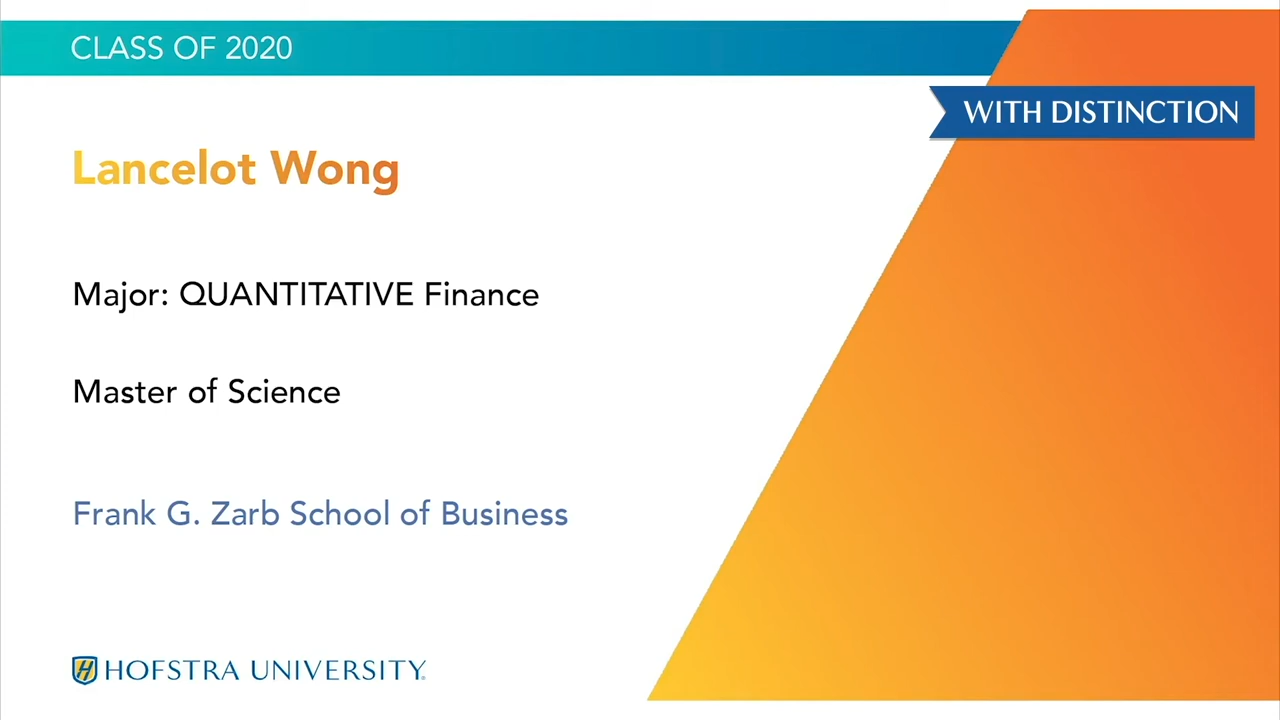 CLASS OF 2020
WITH DISTINCTION
Lancelot Wong
Major: QUANTITATIVE Finance
Master of Science
Frank G. Zarb School of Business
H HOFSTRA UNIVERSITY®